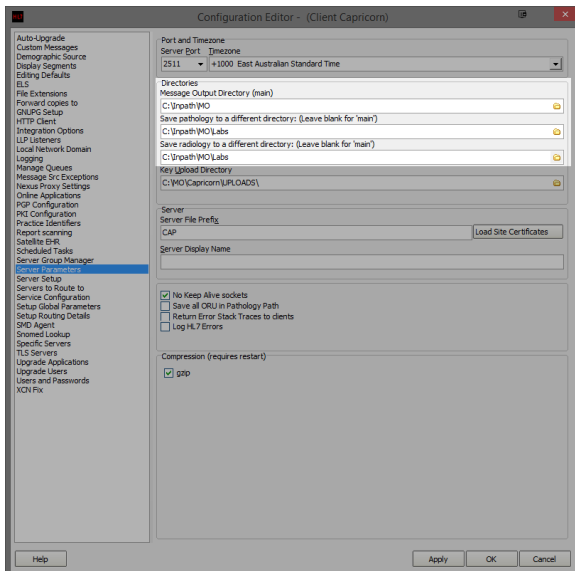 Configuration Editor - (Client Capricorn)
Auto-Upgrade
Custom Messages
Demographic Source
Display Segments
Editing Defaults
ELS
File Extensions
Forward copies to
GNUPG Setup
HTTP Client
Integration Options
LLP Listeners
Local Network Domain
Logging
Manage Queues
Message Src Exceptions
Nexus Proxy Settings
Online Applications
PGP Configuration
PKI Configuration
Practice Identifiers
Report scanning
Satellite EHR
Scheduled Tasks
Server Group Manager
Server Parameters
Server Setup
Servers to Route to
Service Configuration
Setup Global Parameters
Setup Routing Details
SMD Agent
Snomed Lookup
Specific Servers
TLS Servers
Upgrade Applications
Upgrade Users
Users and Passwords
XCN Fix
Port and Timezone
Server Port Timezone
2511 +1000 East Australian Standard Time
Directories
Message Output Directory (main)
C:\Inpath\MO
Save pathology to a different directory: (Leave blank for 'main')
C:\Inpath\MO\Labs
Save radiology to a different directory: (Leave blank for 'main')
C:\Inpath\MO\Labs
Key Upload Directory
C:\MO\Capricorn\UPLOADS\
Server
Server File Prefix
CAP Load Site Certificates
Server Display Name
No Keep Alive sockets
Save all ORU in Pathology Path
Return Error Stack Traces to clients
Log HL7 Errors
Compression (requires restart)
gzip
Help Apply OK Cancel